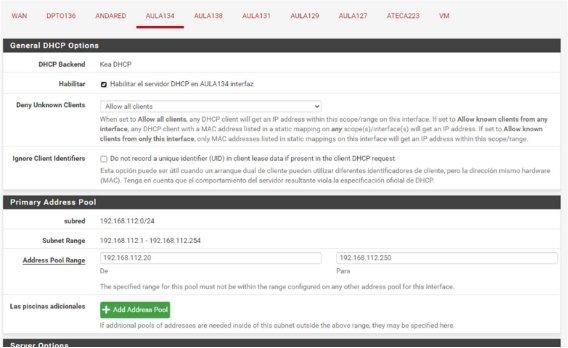 WAN DPTO136 ANDARED AULA134 AULA138 AULA131 AULA129 AULA127 ATECA223 VM
General DHCP Options
DHCP Backend Kea DHCP
Habilitar Habilitar el servidor DHCP en AULA134 interfaz
Deny Unknown Clients Allow all clients
When set to Allow all clients, any DHCP client will get an IP address within this scope/range on this interface. If set to Allow known clients from any
interface, any DHCP client with a MAC address listed in a static mapping on any scope(s)/interface(s) will get an IP address. If set to Allow known
clients from only this interface, only MAC addresses listed in static mappings on this interface will get an IP address within this scope/range.
Ignore Client Identifiers Do not record a unique identifier (UID) in client lease data if present in the client DHCP request
Esta opción puede ser útil cuando un arranque dual de cliente pueden utilizar diferentes identificadores de cliente, pero la dirección mismo hardware
(MAC). Tenga en cuenta que el comportamiento del servidor resultante viola la especificación oficial de DHCP.
Primary Address Pool
subred 192.168.112.0/24
Subnet Range 192.168.112.1 - 192.168.112.254
Address Pool Range 192.168.112.20 192.168.112.250
De Para
The specified range for this pool must not be within the range configured on any other address pool for this interface.
Las piscinas adicionales + Add Address Pool
If additional pools of addresses are needed inside of this subnet outside the above range, they may be specified here.
Server Options